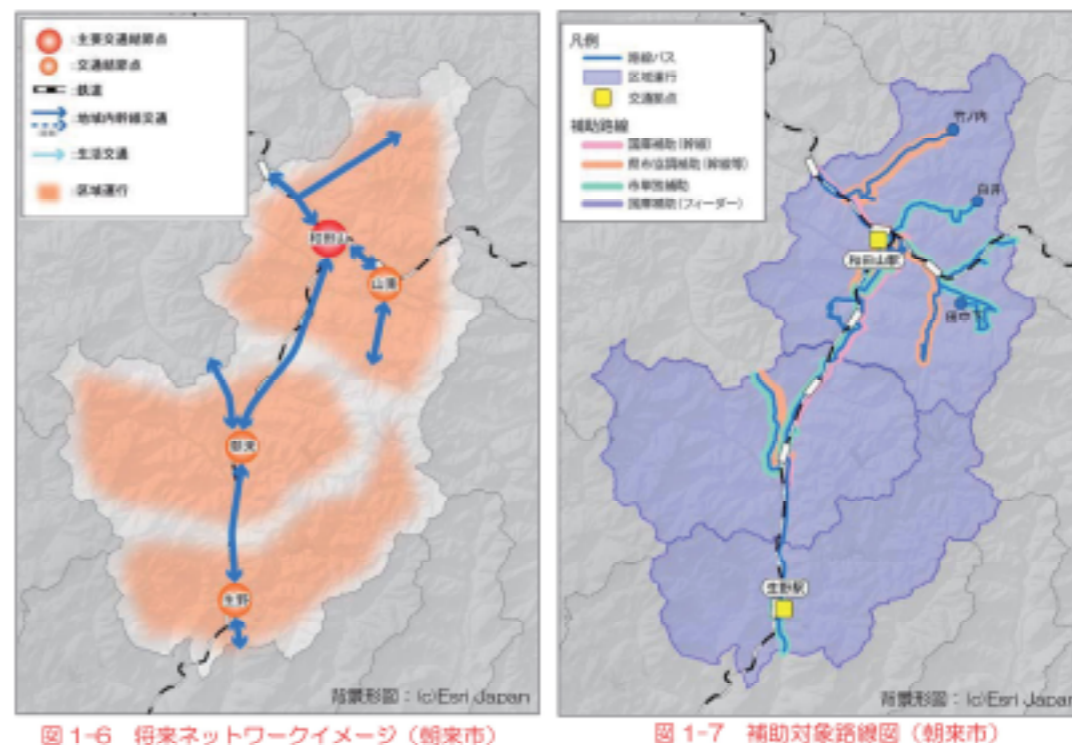 :主要交通結節点
:交通結節点
:鉄道
:地域内幹線交通
:生活交通
:区域運行
和田山
山東
朝来
生野
背景形図：(c)Esri Japan
図 1-6 将来ネットワークイメージ（朝来市）
凡例
路線バス
区域運行
交通拠点
補助路線
国庫補助(幹線)
県市協調補助(幹線等)
市単独補助
国庫補助(フィーダー)
竹ノ内
和田山駅
生野駅
背景形図：(c)Esri Japan
図 1-7 補助対象路線図（朝来市）